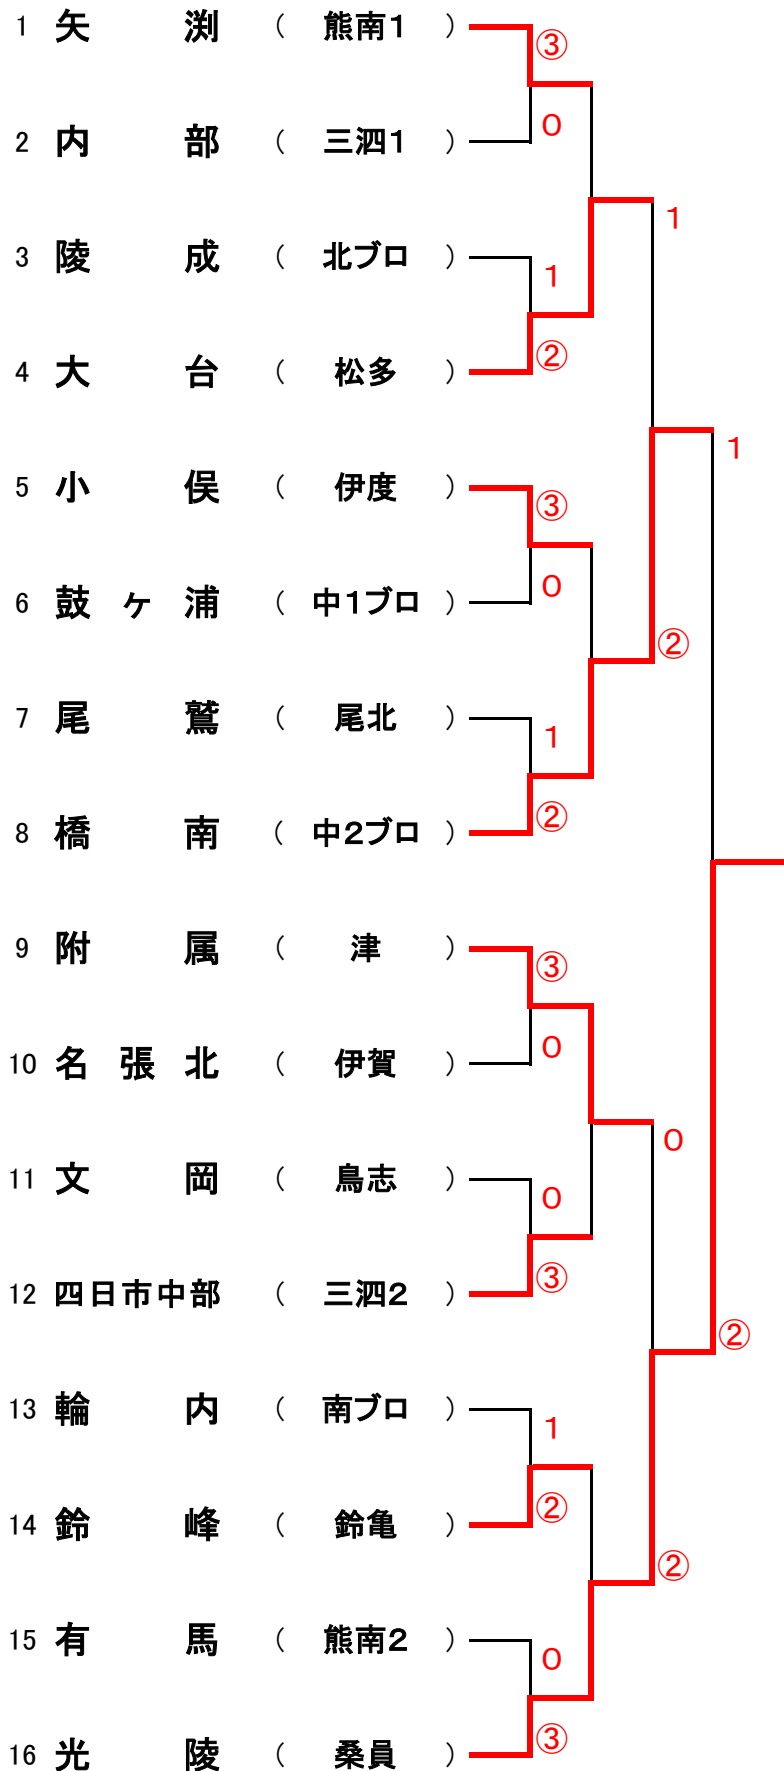 1 矢 渕 ( 熊南1 )
③
0
2 内 部 ( 三泗1 )
1
3 陵 成 ( 北ブロ )
1
②
4 大 台 ( 松多 )
1
5 小 俣 ( 伊度 )
③
0
6 鼓 ヶ 浦 ( 中1ブロ )
②
7 尾 鷲 ( 尾北 )
1
②
8 橋 南 ( 中2ブロ )
9 附 属 ( 津 )
③
0
10 名 張 北 ( 伊賀 )
0
11 文 岡 ( 鳥志 )
0
③
12 四日市中部 ( 三泗2 )
②
13 輪 内 ( 南ブロ )
1
②
14 鈴 峰 ( 鈴亀 )
②
15 有 馬 ( 熊南2 )
0
③
16 光 陵 ( 桑員 )